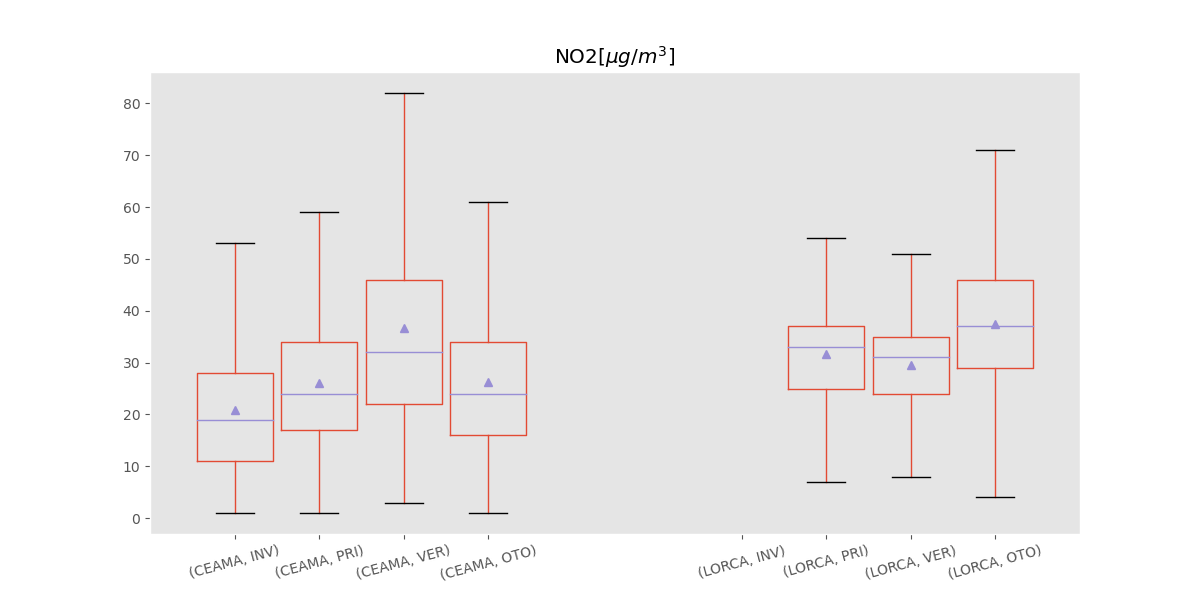 NO2[μg/m³]
80
70
60
50
40
30
20
10
0
(CEAMA, INV)
(CEAMA, PRI)
(CEAMA, VER)
(CEAMA, OTO)
(LORCA, INV)
(LORCA, PRI)
(LORCA, VER)
(LORCA, OTO)